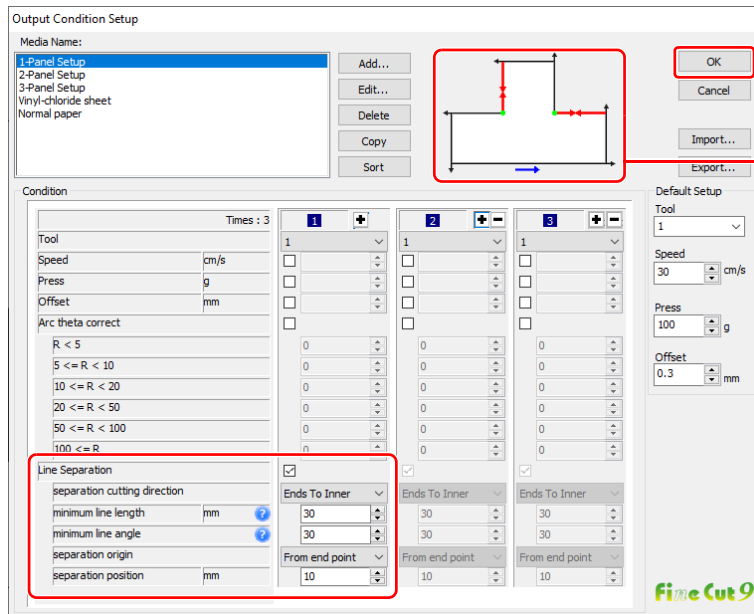 Output Condition Setup
Media Name:
1-Panel Setup
2-Panel Setup
3-Panel Setup
Vinyl-chloride sheet
Normal paper
Add...
Edit...
Delete
Copy
Sort
OK
Cancel
Import...
Export...
Condition
Times : 3 1 2 3
Tool 1 1 1
Speed cm/s
Press g
Offset mm
Arc theta correct
R < 5 0 0 0
5 <= R < 10 0 0 0
10 <= R < 20 0 0 0
20 <= R < 50 0 0 0
50 <= R < 100 0 0 0
100 <= R 0 0 0
Line Separation
separation cutting direction Ends To Inner Ends To Inner Ends To Inner
minimum line length mm ? 30 30 30
minimum line angle ? 30 30 30
separation origin From end point From end point From end point
separation position mm 10 10 10
Default Setup
Tool
1
Speed
30 cm/s
Press
100 g
Offset
0.3 mm
Fine Cut 9